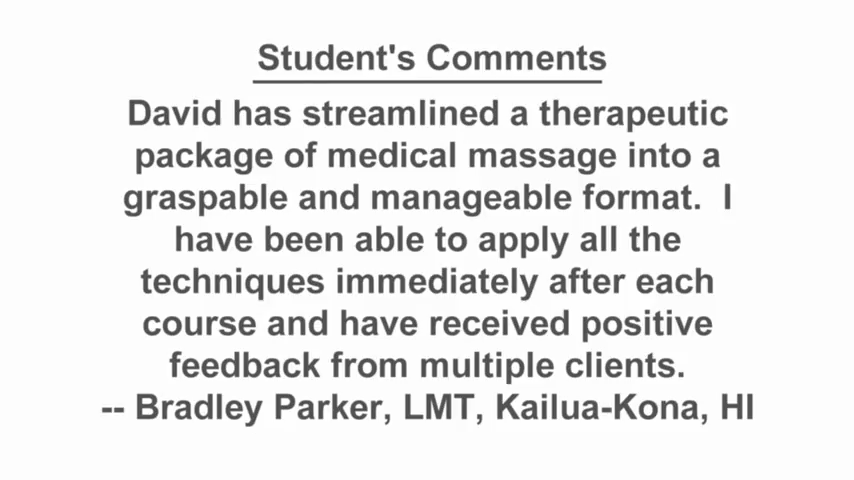 Student's Comments
David has streamlined a therapeutic
package of medical massage into a
graspable and manageable format.  I
have been able to apply all the
techniques immediately after each
course and have received positive
feedback from multiple clients.
-- Bradley Parker, LMT, Kailua-Kona, HI